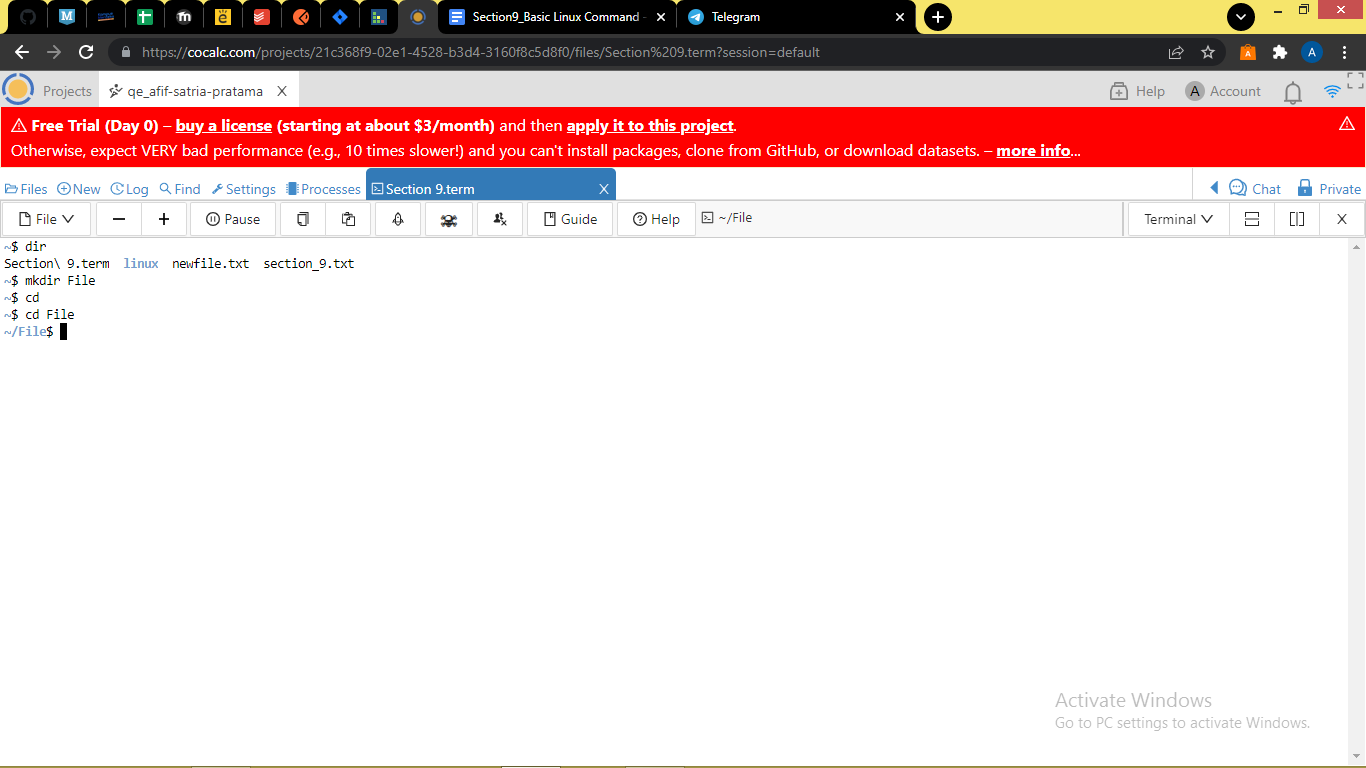 Section9_Basic Linux Command -
Telegram
https://cocalc.com/projects/21c368f9-02e1-4528-b3d4-3160f8c5d8f0/files/Section%209.term?session=default
A
Projects
qe_afif-satria-pratama
Help
A Account
Free Trial (Day 0) – buy a license (starting at about $3/month) and then apply it to this project.
Otherwise, expect VERY bad performance (e.g., 10 times slower!) and you can't install packages, clone from GitHub, or download datasets. – more info...
Files New Log Find Settings Processes Section 9.term X Chat Private
File Pause Guide Help ~/File Terminal
~$ dir
Section\ 9.term linux newfile.txt section_9.txt
~$ mkdir File
~$ cd
~$ cd File
~/File$
Activate Windows
Go to PC settings to activate Windows.